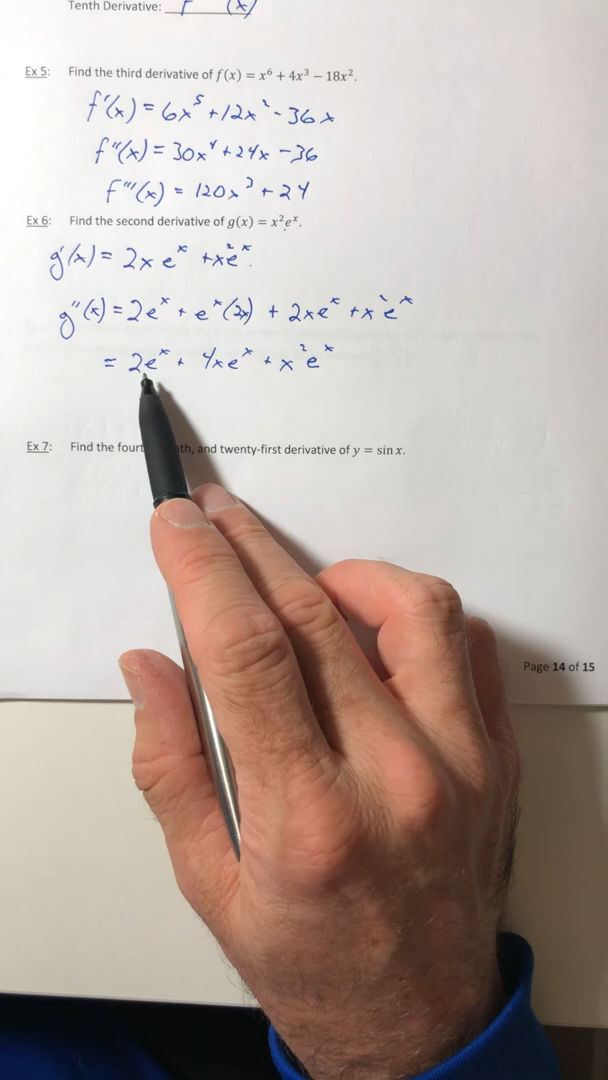 Tenth Derivative: f (x)
Ex 5: Find the third derivative of f(x) = x⁶ + 4x³ − 18x².
f'(x) = 6x⁵ + 12x² - 36x
f''(x) = 30x⁴ + 24x - 36
f'''(x) = 120x³ + 24
Ex 6: Find the second derivative of g(x) = x²eˣ.
g'(x) = 2x eˣ + x²eˣ.
g''(x) = 2eˣ + eˣ(2x) + 2xeˣ + x²eˣ
= 2eˣ + 4xeˣ + x²eˣ
Ex 7: Find the and twenty-first derivative of y = sin x.
Page 14 of 15